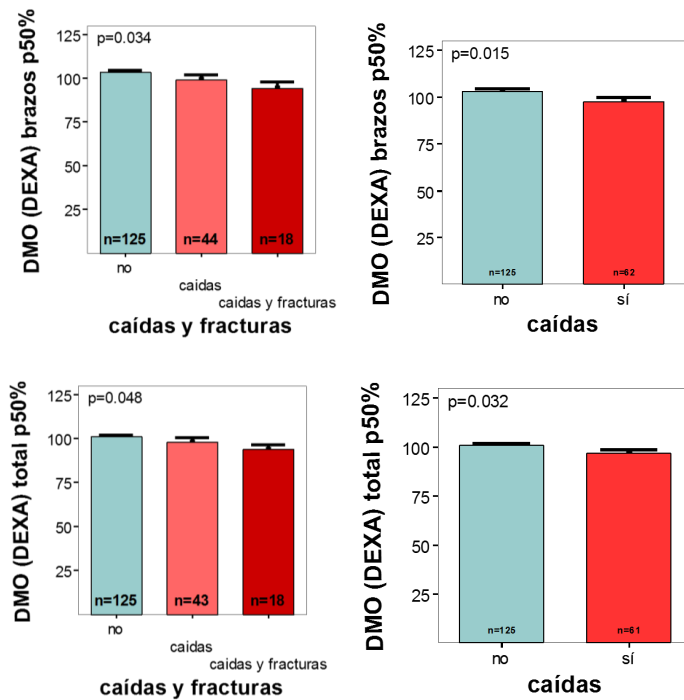 DMO (DEXA) brazos p50%
125
100
75
50
25
p=0.034
n=125
n=44
n=18
no
caidas
caidas y fracturas
caídas y fracturas
DMO (DEXA) brazos p50%
125
100
75
50
25
p=0.015
n=125
n=62
no
sí
caídas
DMO (DEXA) total p50%
125
100
75
50
25
p=0.048
n=125
n=43
n=18
no
caidas
caidas y fracturas
caídas y fracturas
DMO (DEXA) total p50%
125
100
75
50
25
p=0.032
n=125
n=61
no
sí
caídas